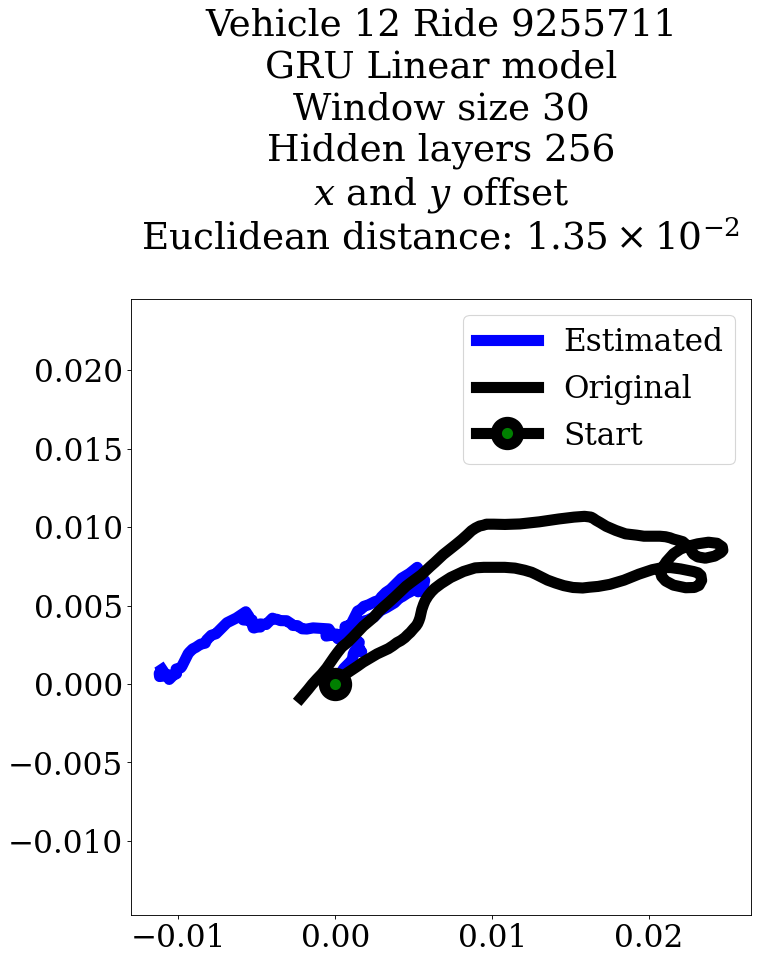 Vehicle 12 Ride 9255711
GRU Linear model
Window size 30
Hidden layers 256
x and y offset
Euclidean distance: 1.35 × 10⁻²
Estimated
Original
Start
0.020
0.015
0.010
0.005
0.000
−0.005
−0.010
−0.01 0.00 0.01 0.02